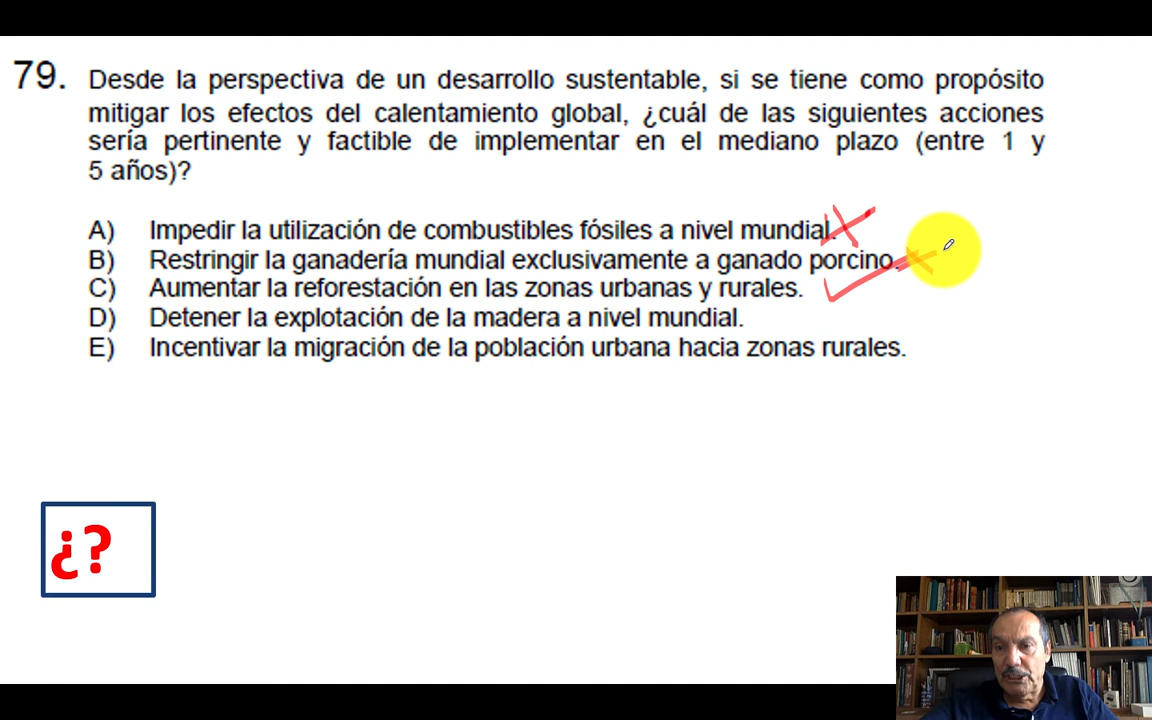 79. Desde la perspectiva de un desarrollo sustentable, si se tiene como propósito
mitigar los efectos del calentamiento global, ¿cuál de las siguientes acciones
sería pertinente y factible de implementar en el mediano plazo (entre 1 y
5 años)?
A) Impedir la utilización de combustibles fósiles a nivel mundial.
B) Restringir la ganadería mundial exclusivamente a ganado porcino.
C) Aumentar la reforestación en las zonas urbanas y rurales.
D) Detener la explotación de la madera a nivel mundial.
E) Incentivar la migración de la población urbana hacia zonas rurales.
¿?